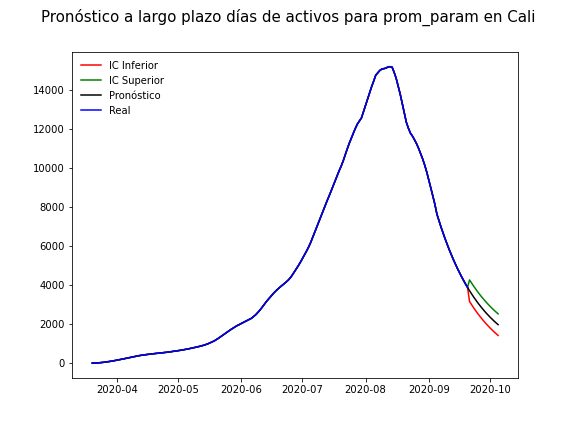 Pronóstico a largo plazo días de activos para prom_param en Cali
IC Inferior
IC Superior
Pronóstico
Real
14000
12000
10000
8000
6000
4000
2000
0
2020-04 2020-05 2020-06 2020-07 2020-08 2020-09 2020-10